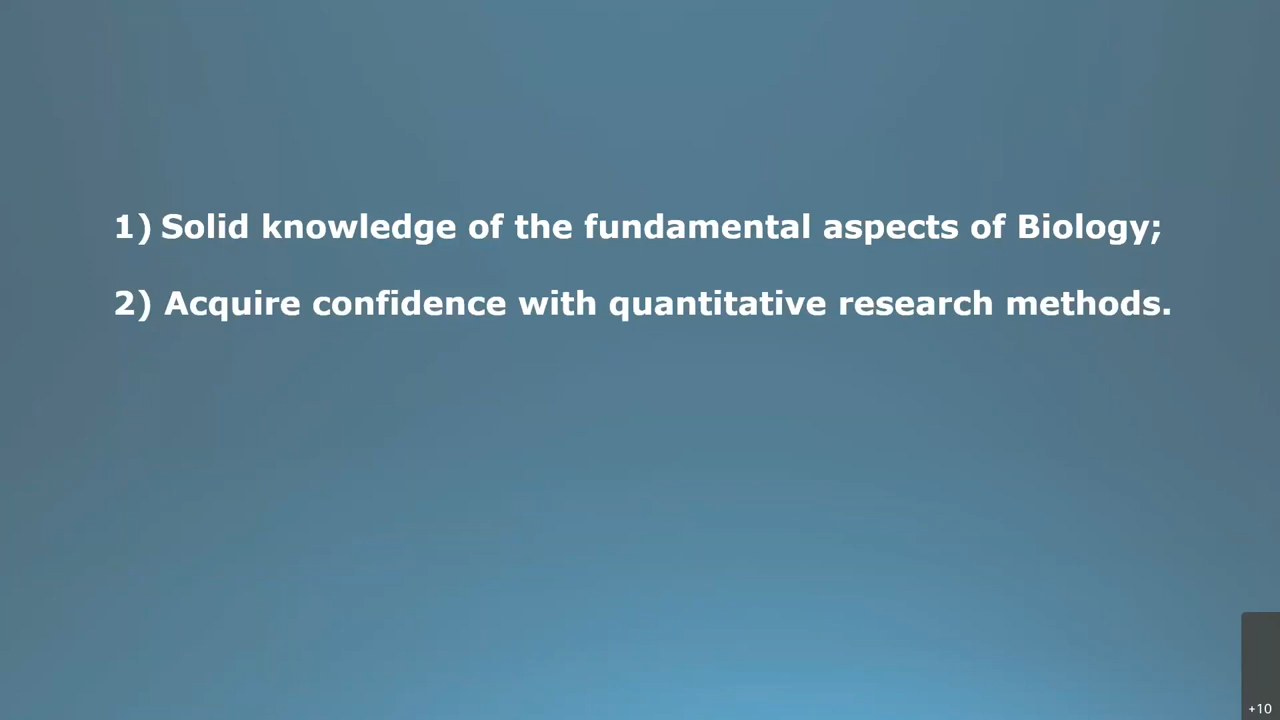 1) Solid knowledge of the fundamental aspects of Biology;
2) Acquire confidence with quantitative research methods.
+10